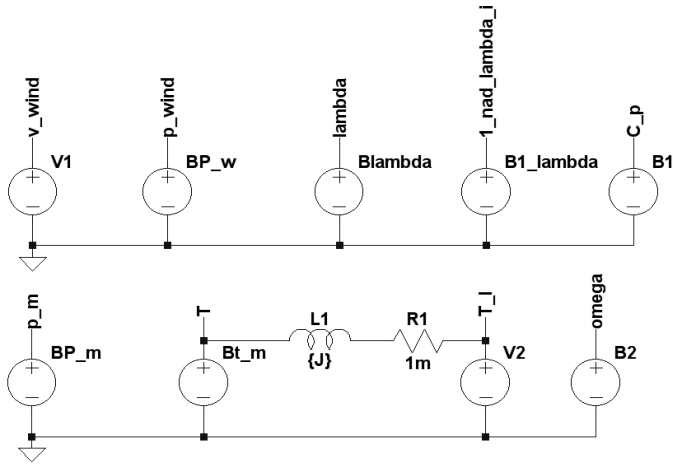 v_wind
p_wind
lambda
1_nad_lambda_i
C_p
V1
BP_w
Blambda
B1_lambda
B1
p_m
T
L1
R1
T_l
omega
BP_m
Bt_m
{J}
1m
V2
B2